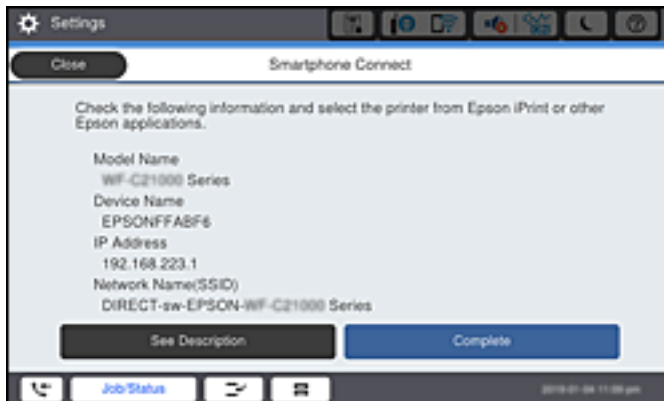 Settings
Close
Smartphone Connect
Check the following information and select the printer from Epson iPrint or other
Epson applications.
Model Name
WF-C21000 Series
Device Name
EPSONFFABF6
IP Address
192.168.223.1
Network Name(SSID)
DIRECT-sw-EPSON-WF-C21000 Series
See Description
Complete
Job/Status